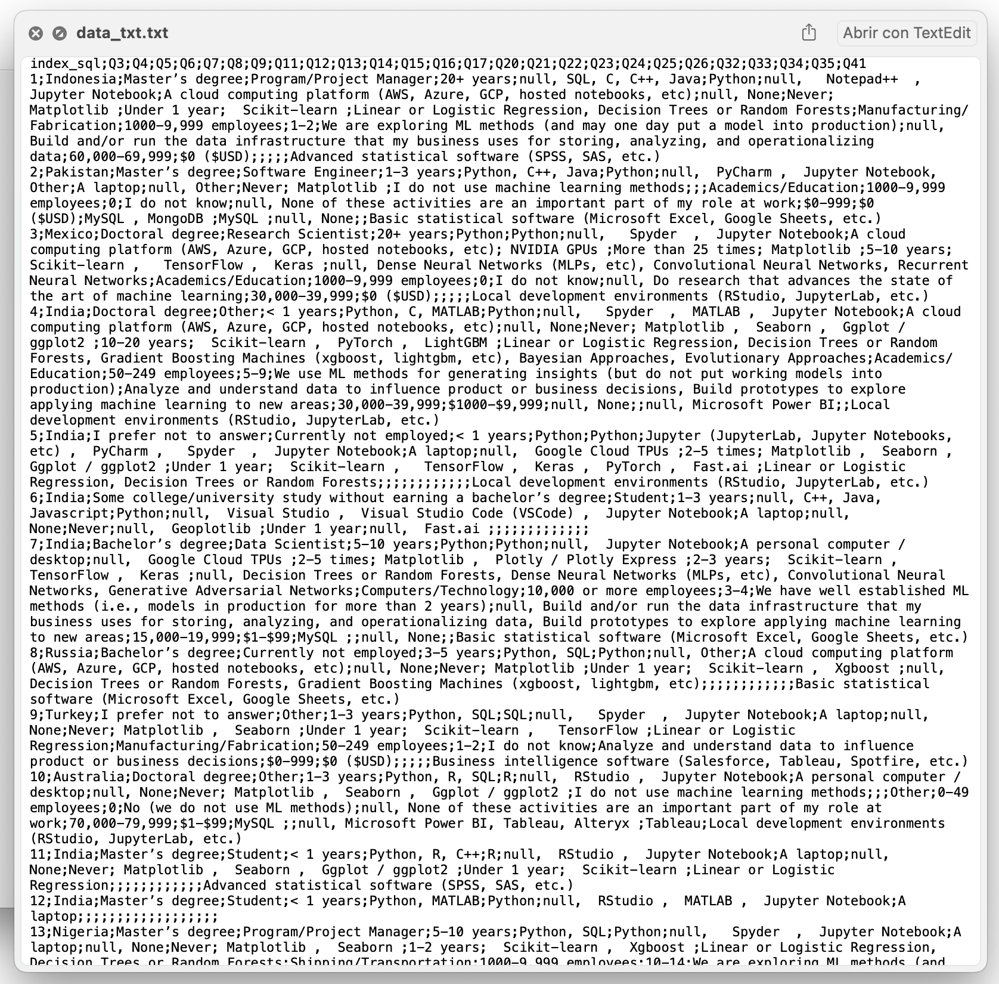 data_txt.txt
Abrir con TextEdit
index_sql;Q3;Q4;Q5;Q6;Q7;Q8;Q9;Q11;Q12;Q13;Q14;Q15;Q16;Q17;Q20;Q21;Q22;Q23;Q24;Q25;Q26;Q32;Q33;Q34;Q35;Q41
1;Indonesia;Master’s degree;Program/Project Manager;20+ years;null, SQL, C, C++, Java;Python;null,   Notepad++  ,
Jupyter Notebook;A cloud computing platform (AWS, Azure, GCP, hosted notebooks, etc);null, None;Never;
Matplotlib ;Under 1 year;  Scikit-learn ;Linear or Logistic Regression, Decision Trees or Random Forests;Manufacturing/
Fabrication;1000-9,999 employees;1-2;We are exploring ML methods (and may one day put a model into production);null,
Build and/or run the data infrastructure that my business uses for storing, analyzing, and operationalizing
data;60,000-69,999;$0 ($USD);;;;;Advanced statistical software (SPSS, SAS, etc.)
2;Pakistan;Master’s degree;Software Engineer;1-3 years;Python, C++, Java;Python;null,  PyCharm ,  Jupyter Notebook,
Other;A laptop;null, Other;Never; Matplotlib ;I do not use machine learning methods;;;Academics/Education;1000-9,999
employees;0;I do not know;null, None of these activities are an important part of my role at work;$0-999;$0
($USD);MySQL , MongoDB ;MySQL ;null, None;;Basic statistical software (Microsoft Excel, Google Sheets, etc.)
3;Mexico;Doctoral degree;Research Scientist;20+ years;Python;Python;null,   Spyder  ,  Jupyter Notebook;A cloud
computing platform (AWS, Azure, GCP, hosted notebooks, etc); NVIDIA GPUs ;More than 25 times; Matplotlib ;5-10 years;
Scikit-learn ,   TensorFlow ,  Keras ;null, Dense Neural Networks (MLPs, etc), Convolutional Neural Networks, Recurrent
Neural Networks;Academics/Education;1000-9,999 employees;0;I do not know;null, Do research that advances the state of
the art of machine learning;30,000-39,999;$0 ($USD);;;;;Local development environments (RStudio, JupyterLab, etc.)
4;India;Doctoral degree;Other;< 1 years;Python, C, MATLAB;Python;null,   Spyder  ,  MATLAB ,  Jupyter Notebook;A cloud
computing platform (AWS, Azure, GCP, hosted notebooks, etc);null, None;Never; Matplotlib ,  Seaborn ,  Ggplot /
ggplot2 ;10-20 years;  Scikit-learn ,  PyTorch ,  LightGBM ;Linear or Logistic Regression, Decision Trees or Random
Forests, Gradient Boosting Machines (xgboost, lightgbm, etc), Bayesian Approaches, Evolutionary Approaches;Academics/
Education;50-249 employees;5-9;We use ML methods for generating insights (but do not put working models into
production);Analyze and understand data to influence product or business decisions, Build prototypes to explore
applying machine learning to new areas;30,000-39,999;$1000-$9,999;null, None;;null, Microsoft Power BI;;Local
development environments (RStudio, JupyterLab, etc.)
5;India;I prefer not to answer;Currently not employed;< 1 years;Python;Python;Jupyter (JupyterLab, Jupyter Notebooks,
etc) ,  PyCharm ,   Spyder  ,  Jupyter Notebook;A laptop;null,  Google Cloud TPUs ;2-5 times; Matplotlib ,  Seaborn ,
Ggplot / ggplot2 ;Under 1 year;  Scikit-learn ,   TensorFlow ,  Keras ,  PyTorch ,  Fast.ai ;Linear or Logistic
Regression, Decision Trees or Random Forests;;;;;;;;;;;;Local development environments (RStudio, JupyterLab, etc.)
6;India;Some college/university study without earning a bachelor’s degree;Student;1-3 years;null, C++, Java,
Javascript;Python;null,  Visual Studio ,  Visual Studio Code (VSCode) ,  Jupyter Notebook;A laptop;null,
None;Never;null,  Geoplotlib ;Under 1 year;null,  Fast.ai ;;;;;;;;;;;;;
7;India;Bachelor’s degree;Data Scientist;5-10 years;Python;Python;null,  Jupyter Notebook;A personal computer /
desktop;null,  Google Cloud TPUs ;2-5 times; Matplotlib ,  Plotly / Plotly Express ;2-3 years;  Scikit-learn ,
TensorFlow ,  Keras ;null, Decision Trees or Random Forests, Dense Neural Networks (MLPs, etc), Convolutional Neural
Networks, Generative Adversarial Networks;Computers/Technology;10,000 or more employees;3-4;We have well established ML
methods (i.e., models in production for more than 2 years);null, Build and/or run the data infrastructure that my
business uses for storing, analyzing, and operationalizing data, Build prototypes to explore applying machine learning
to new areas;15,000-19,999;$1-$99;MySQL ;;null, None;;Basic statistical software (Microsoft Excel, Google Sheets, etc.)
8;Russia;Bachelor’s degree;Currently not employed;3-5 years;Python, SQL;Python;null, Other;A cloud computing platform
(AWS, Azure, GCP, hosted notebooks, etc);null, None;Never; Matplotlib ;Under 1 year;  Scikit-learn ,  Xgboost ;null,
Decision Trees or Random Forests, Gradient Boosting Machines (xgboost, lightgbm, etc);;;;;;;;;;;;Basic statistical
software (Microsoft Excel, Google Sheets, etc.)
9;Turkey;I prefer not to answer;Other;1-3 years;Python, SQL;SQL;null,   Spyder  ,  Jupyter Notebook;A laptop;null,
None;Never; Matplotlib ,  Seaborn ;Under 1 year;  Scikit-learn ,   TensorFlow ;Linear or Logistic
Regression;Manufacturing/Fabrication;50-249 employees;1-2;I do not know;Analyze and understand data to influence
product or business decisions;$0-999;$0 ($USD);;;;;Business intelligence software (Salesforce, Tableau, Spotfire, etc.)
10;Australia;Doctoral degree;Other;1-3 years;Python, R, SQL;R;null,  RStudio ,  Jupyter Notebook;A personal computer /
desktop;null, None;Never; Matplotlib ,  Seaborn ,  Ggplot / ggplot2 ;I do not use machine learning methods;;;Other;0-49
employees;0;No (we do not use ML methods);null, None of these activities are an important part of my role at
work;70,000-79,999;$1-$99;MySQL ;;null, Microsoft Power BI, Tableau, Alteryx ;Tableau;Local development environments
(RStudio, JupyterLab, etc.)
11;India;Master’s degree;Student;< 1 years;Python, R, C++;R;null,  RStudio ,  Jupyter Notebook;A laptop;null,
None;Never; Matplotlib ,  Seaborn ,  Ggplot / ggplot2 ;Under 1 year;  Scikit-learn ;Linear or Logistic
Regression;;;;;;;;;;;;Advanced statistical software (SPSS, SAS, etc.)
12;India;Master’s degree;Student;< 1 years;Python, MATLAB;Python;null,  RStudio ,  MATLAB ,  Jupyter Notebook;A
laptop;;;;;;;;;;;;;;;;;;
13;Nigeria;Master’s degree;Program/Project Manager;5-10 years;Python, SQL;Python;null,   Spyder  ,  Jupyter Notebook;A
laptop;null, None;Never; Matplotlib ,  Seaborn ;1-2 years;  Scikit-learn ,  Xgboost ;Linear or Logistic Regression,
Decision Trees or Random Forests;Shipping/Transportation;1000-9,999 employees;10-14;We are exploring ML methods (and